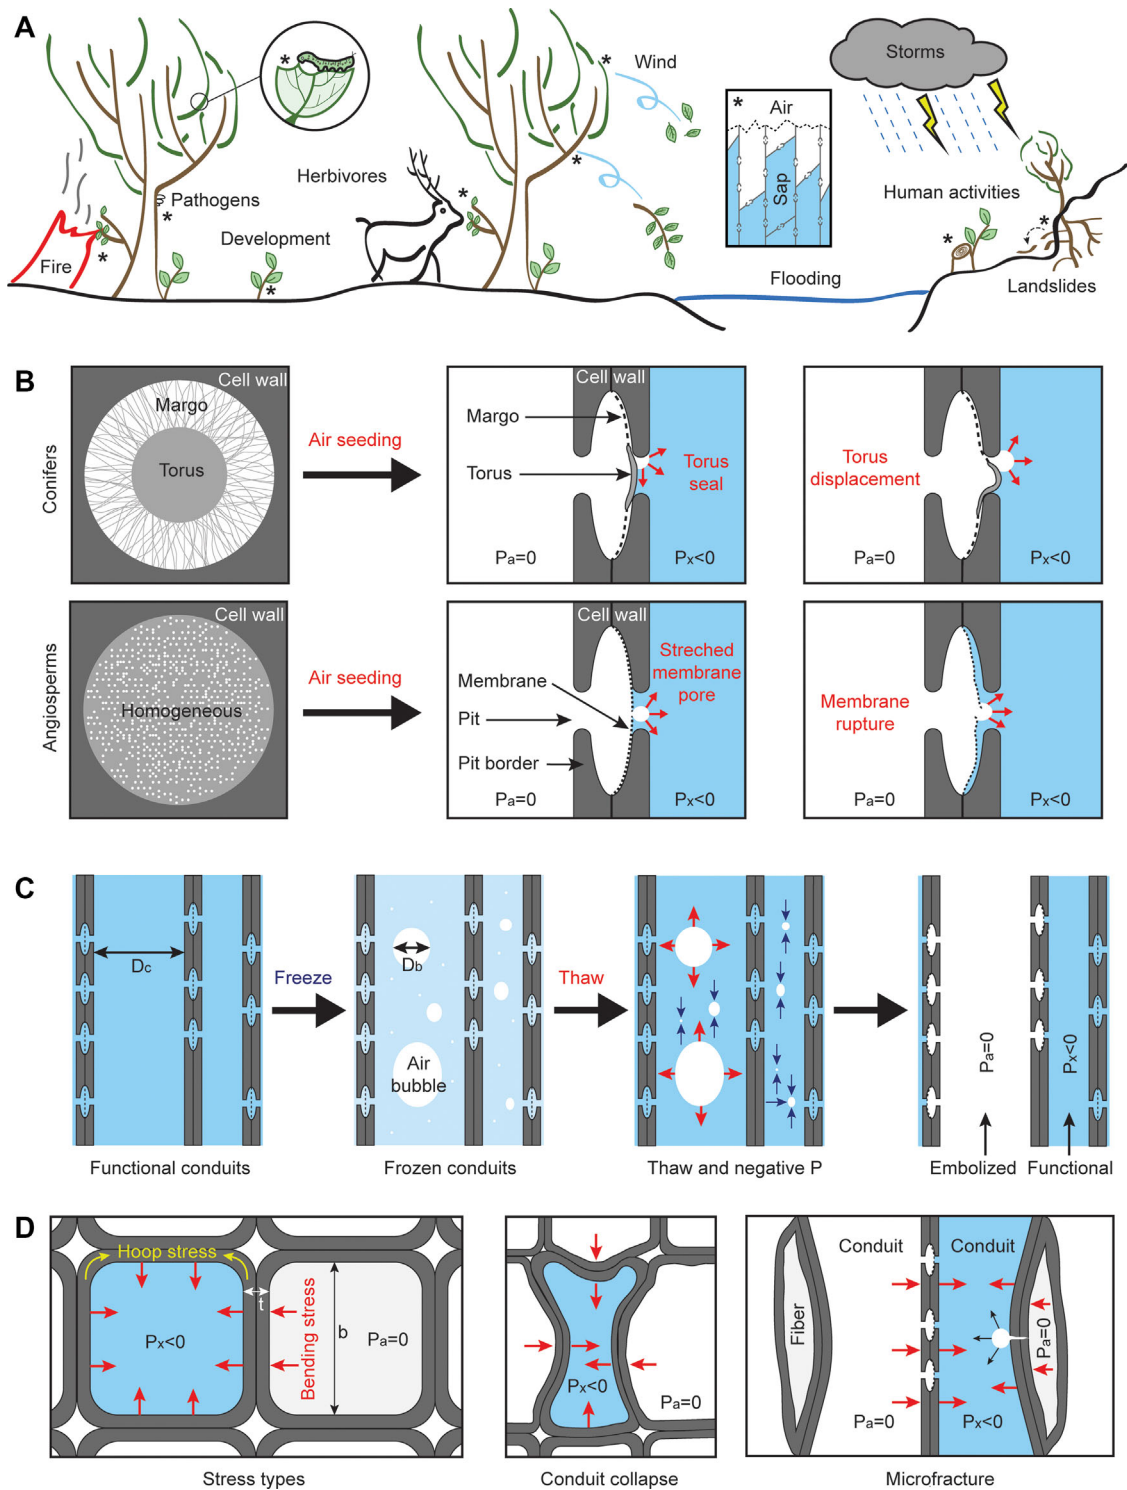 A
Storms
Wind
Air
Sap
Herbivores
Pathogens
Human activities
Development
Fire
Flooding
Landslides
B
Conifers
Cell wall
Margo
Torus
Air seeding
Cell wall
Margo
Torus
Torus
seal
Pa=0
Px<0
Torus
displacement
Pa=0
Px<0
Angiosperms
Cell wall
Homogeneous
Air seeding
Cell wall
Membrane
Pit
Pit border
Streched
membrane
pore
Pa=0
Px<0
Membrane
rupture
Pa=0
Px<0
C
Dc
Freeze
Db
Air
bubble
Thaw
Pa=0
Px<0
Functional conduits
Frozen conduits
Thaw and negative P
Embolized
Functional
D
Hoop stress
t
Px<0
Bending stress
b
Pa=0
Px<0
Pa=0
Conduit
Conduit
Fiber
Pa=0
Pa=0
Px<0
Stress types
Conduit collapse
Microfracture